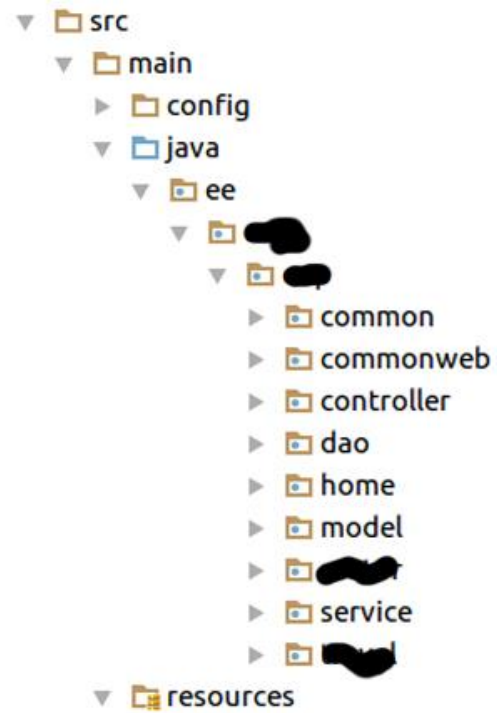 src
main
config
java
ee
common
commonweb
controller
dao
home
model
service
resources